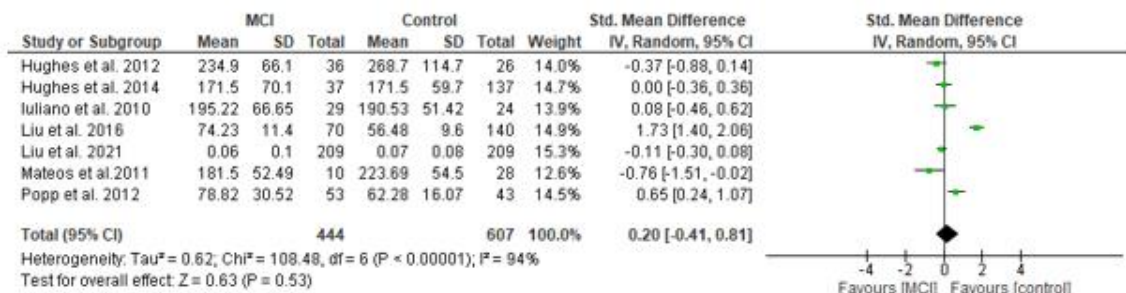 MCI Control Std. Mean Difference Std. Mean Difference
Study or Subgroup Mean SD Total Mean SD Total Weight IV, Random, 95% CI IV, Random, 95% CI
Hughes et al. 2012 234.9 66.1 36 268.7 114.7 26 14.0% -0.37 [-0.88, 0.14]
Hughes et al. 2014 171.5 70.1 37 171.5 59.7 137 14.7% 0.00 [-0.36, 0.36]
Iuliano et al. 2010 195.22 66.65 29 190.53 51.42 24 13.9% 0.08 [-0.46, 0.62]
Liu et al. 2016 74.23 11.4 70 56.48 9.6 140 14.9% 1.73 [1.40, 2.06]
Liu et al. 2021 0.06 0.1 209 0.07 0.08 209 15.3% -0.11 [-0.30, 0.08]
Mateos et al.2011 181.5 52.49 10 223.69 54.5 28 12.6% -0.76 [-1.51, -0.02]
Popp et al. 2012 78.82 30.52 53 62.28 16.07 43 14.5% 0.65 [0.24, 1.07]
Total (95% CI) 444 607 100.0% 0.20 [-0.41, 0.81]
Heterogeneity: Tau² = 0.62; Chi² = 108.48, df = 6 (P < 0.00001); I² = 94%
Test for overall effect: Z = 0.63 (P = 0.53)
-4 -2 0 2 4
Favours [MCI] Favours [control]